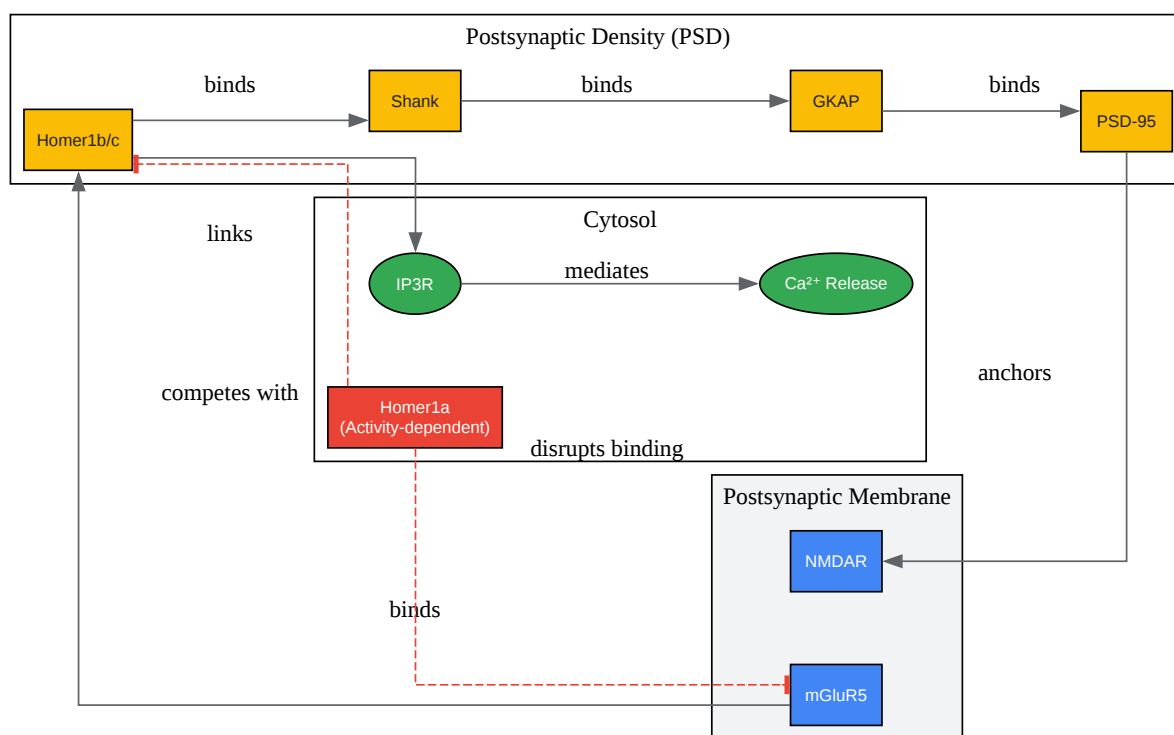 Postsynaptic Density (PSD)
binds
Shank
binds
GKAP
binds
PSD-95
Homer1b/c
links
Cytosol
IP3R
mediates
Ca²⁺ Release
competes with
Homer1a
(Activity-dependent)
disrupts binding
anchors
Postsynaptic Membrane
NMDAR
binds
mGluR5